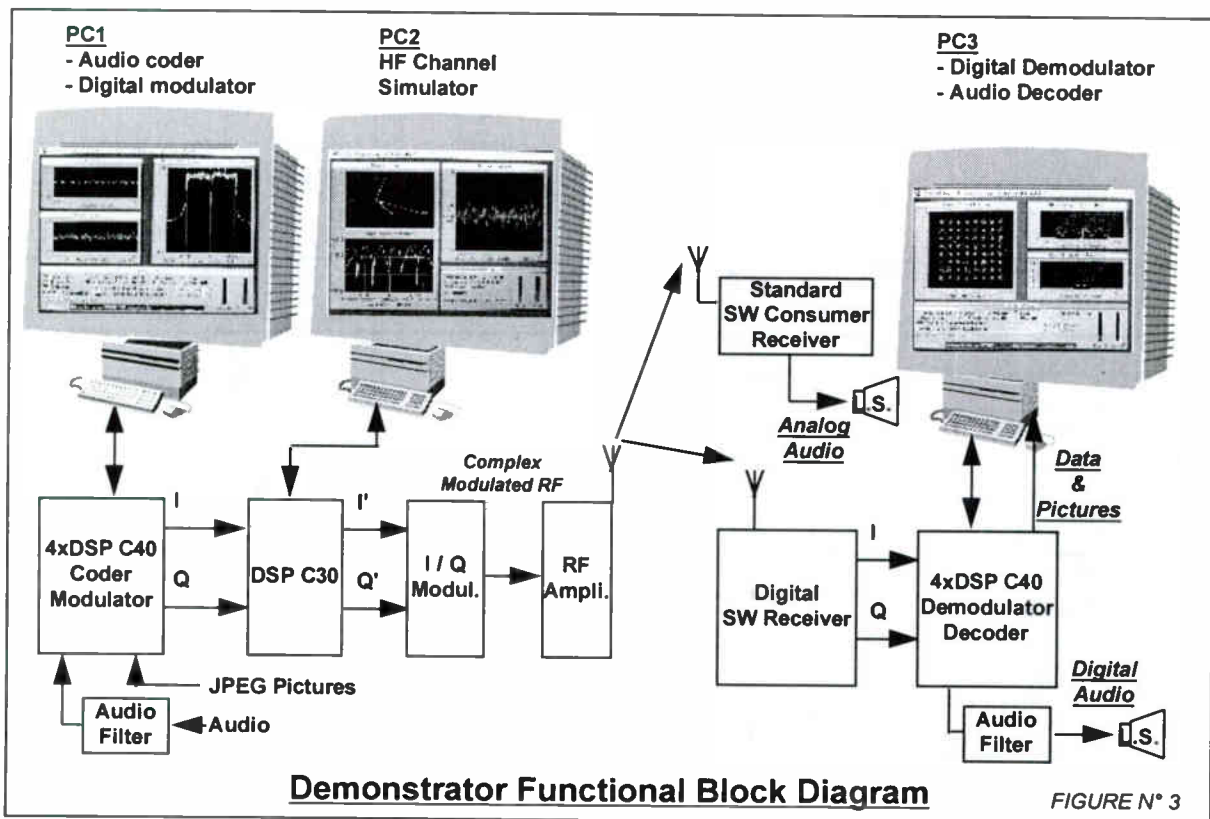 PC1
- Audio coder
- Digital modulator
PC2
HF Channel
Simulator
PC3
- Digital Demodulator
- Audio Decoder
Standard
SW Consumer
Receiver
L.S.
Analog
Audio
Complex
Modulated RF
Data
&
Pictures
I
Q
4xDSP C40
Coder
Modulator
DSP C30
I'
Q'
I / Q
Modul.
RF
Ampli.
Digital
SW Receiver
I
Q
4xDSP C40
Demodulator
Decoder
JPEG Pictures
Audio
Filter
Audio
Digital
Audio
Audio
Filter
L.S.
Demonstrator Functional Block Diagram
FIGURE N° 3